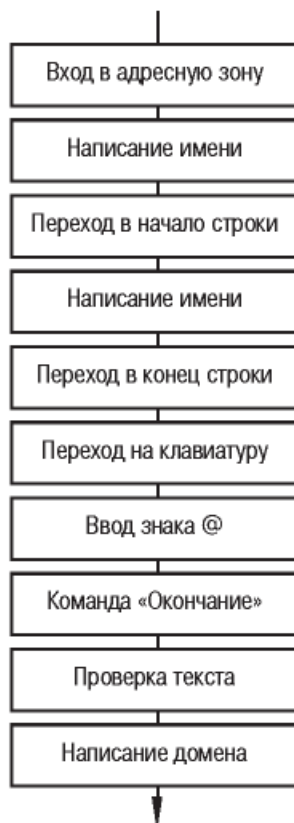 Вход в адресную зону
Написание имени
Переход в начало строки
Написание имени
Переход в конец строки
Переход на клавиатуру
Ввод знака @
Команда «Окончание»
Проверка текста
Написание домена